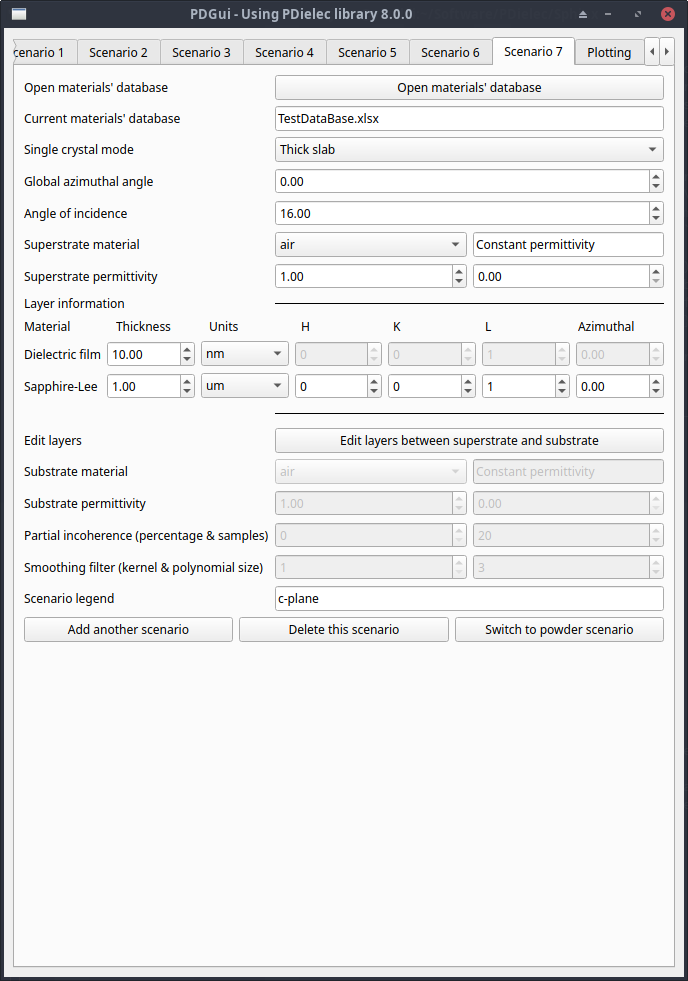 PDGui - Using PDielec library 8.0.0
cenario 1 Scenario 2 Scenario 3 Scenario 4 Scenario 5 Scenario 6 Scenario 7 Plotting
Open materials' database Open materials' database
Current materials' database TestDataBase.xlsx
Single crystal mode Thick slab
Global azimuthal angle 0.00
Angle of incidence 16.00
Superstrate material air Constant permittivity
Superstrate permittivity 1.00 0.00
Layer information
Material Thickness Units H K L Azimuthal
Dielectric film 10.00 nm 0 0 1 0.00
Sapphire-Lee 1.00 um 0 0 1 0.00
Edit layers Edit layers between superstrate and substrate
Substrate material air Constant permittivity
Substrate permittivity 1.00 0.00
Partial incoherence (percentage & samples) 0 20
Smoothing filter (kernel & polynomial size) 1 3
Scenario legend c-plane
Add another scenario Delete this scenario Switch to powder scenario